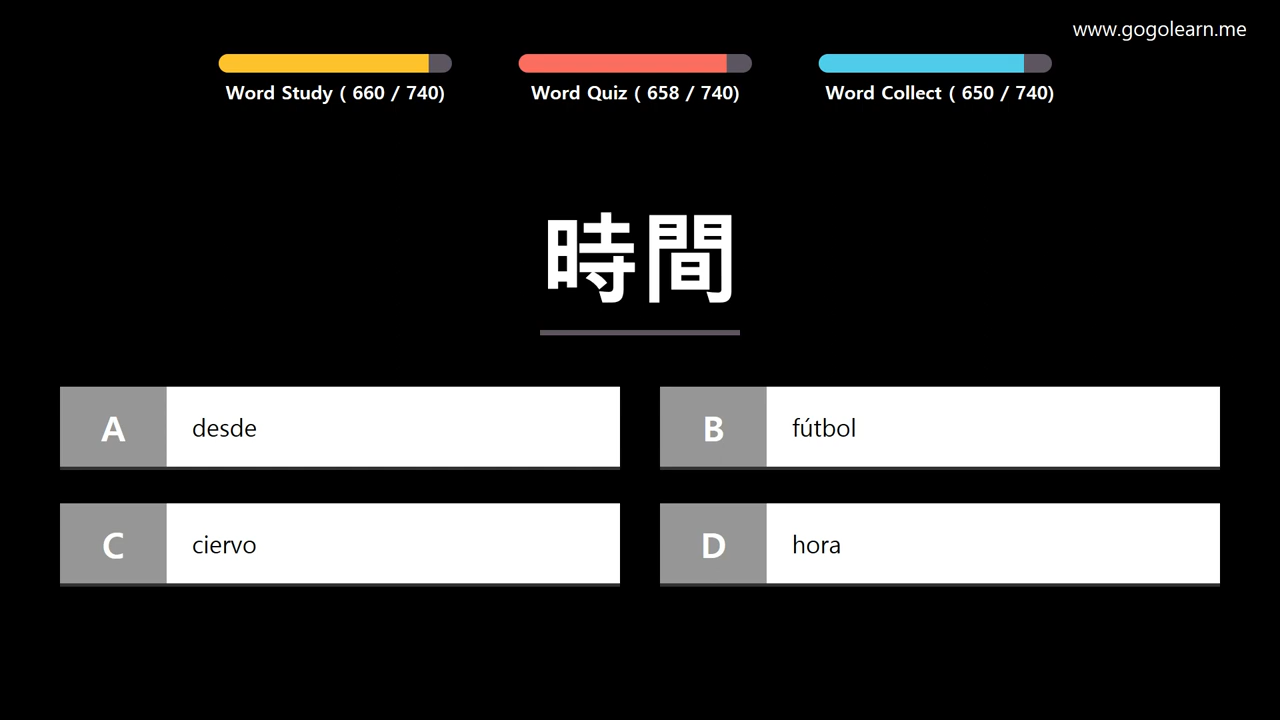 www.gogolearn.me
Word Study ( 660 / 740)
Word Quiz ( 658 / 740)
Word Collect ( 650 / 740)
時間
A desde
B fútbol
C ciervo
D hora